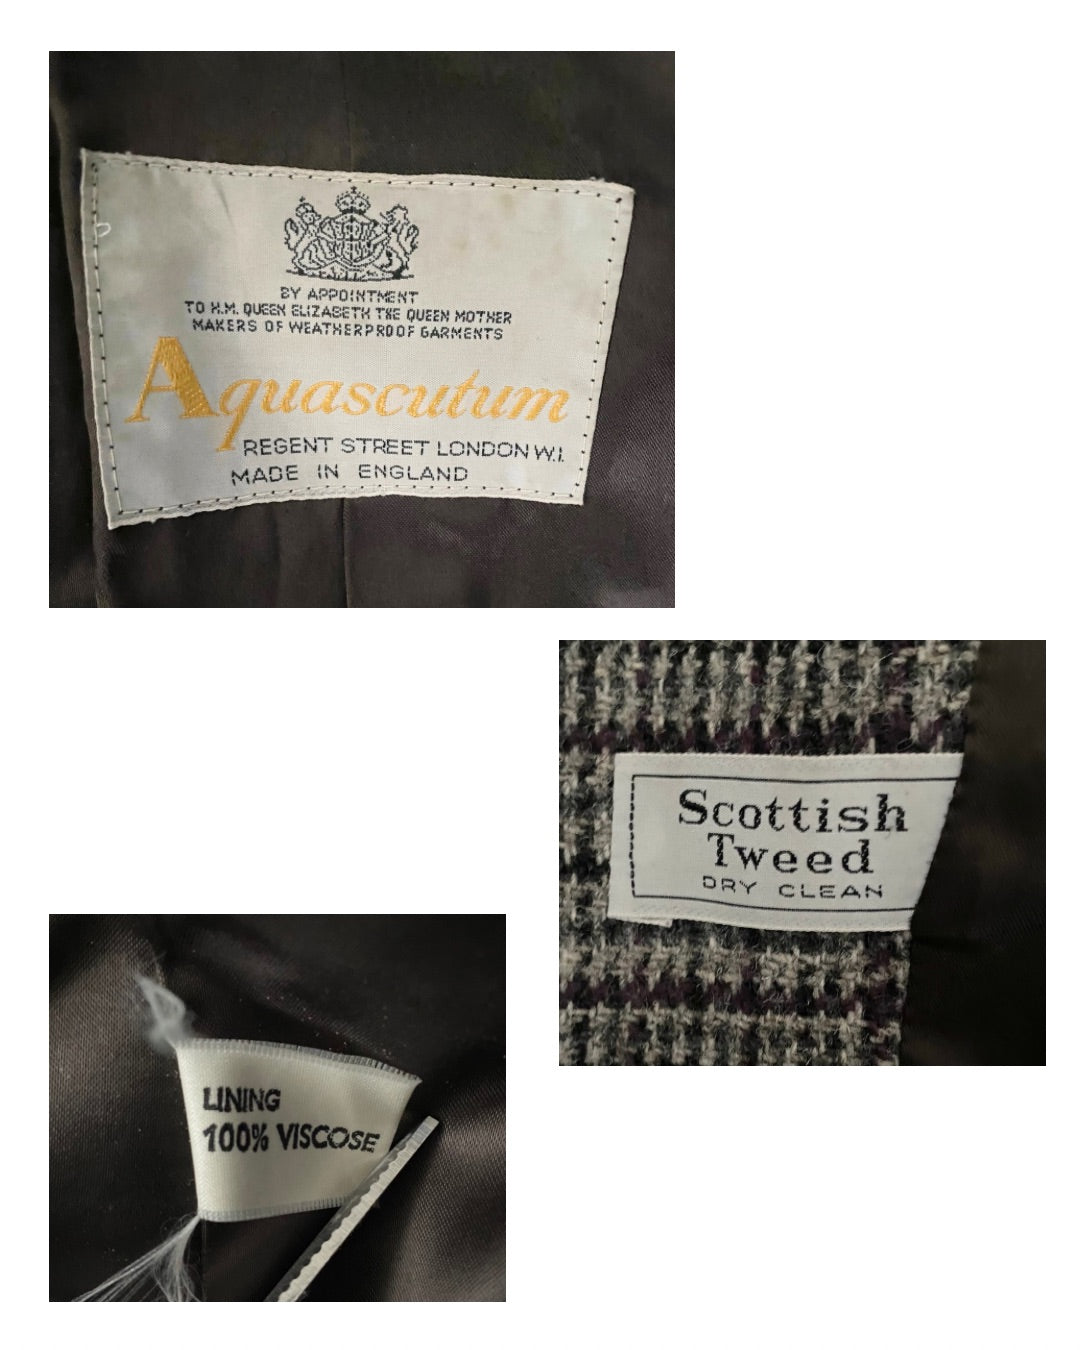 BY APPOINTMENT
TO H.M. QUEEN ELIZABETH THE QUEEN MOTHER
MAKERS OF WEATHERPROOF GARMENTS
Aquascutum
REGENT STREET LONDON W.I.
MADE IN ENGLAND
Scottish
Tweed
DRY CLEAN
LINING
100% VISCOSE